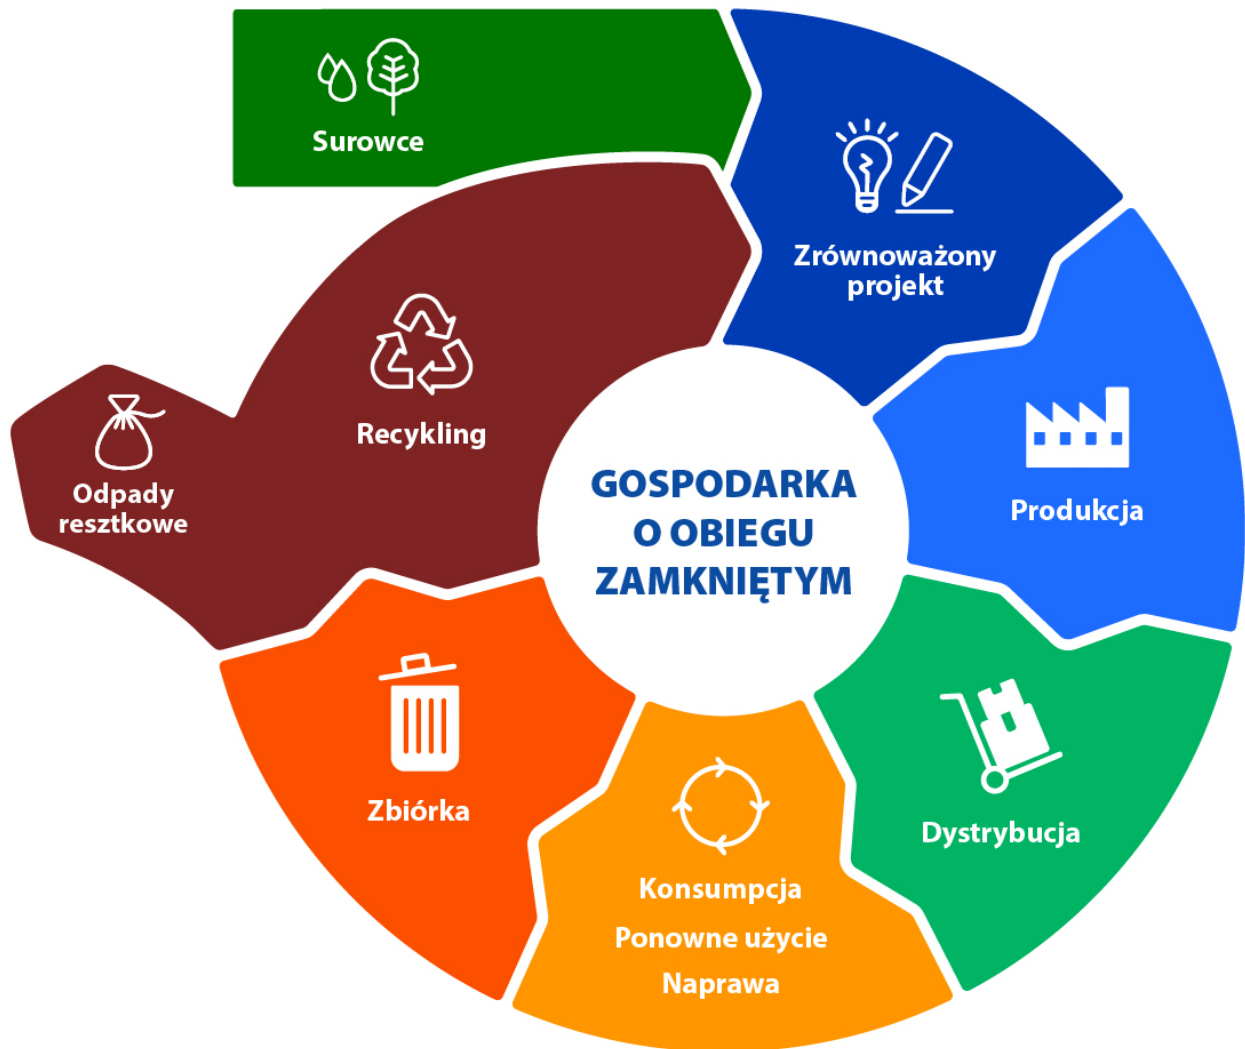 Surowce
Zrównoważony
projekt
Produkcja
Dystrybucja
Konsumpcja
Ponowne użycie
Naprawa
Zbiórka
Recykling
Odpady
resztkowe
GOSPODARKA
O OBIEGU
ZAMKNIĘTYM